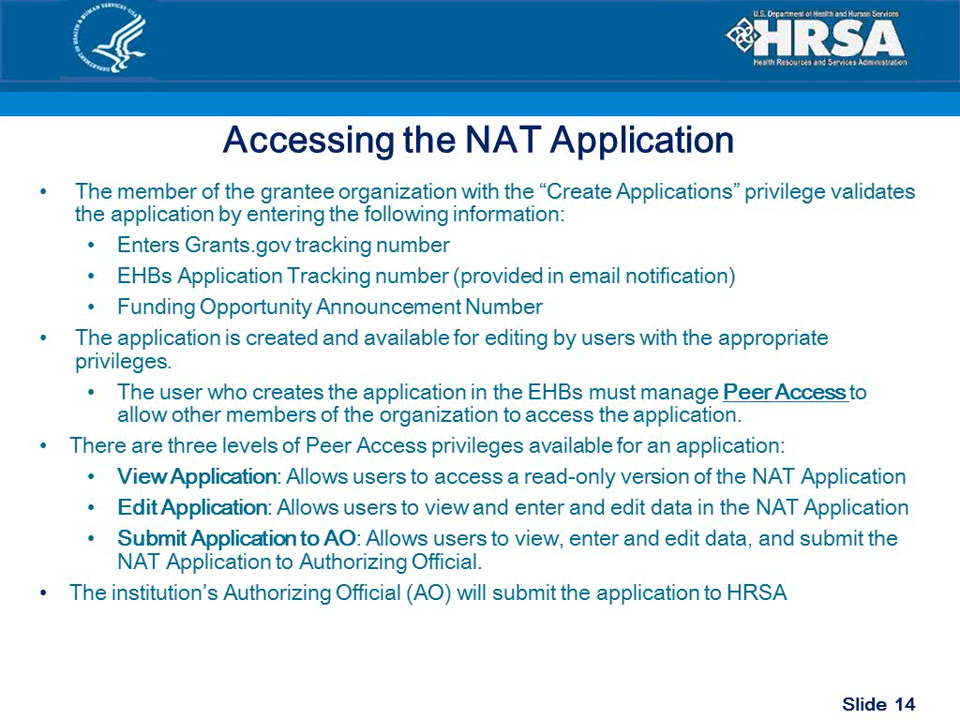 DEPARTMENT OF HEALTH & HUMAN SERVICES · USA
U.S. Department of Health and Human Services
HRSA
Health Resources and Services Administration
Accessing the NAT Application
• The member of the grantee organization with the “Create Applications” privilege validates
the application by entering the following information:
• Enters Grants.gov tracking number
• EHBs Application Tracking number (provided in email notification)
• Funding Opportunity Announcement Number
• The application is created and available for editing by users with the appropriate
privileges.
• The user who creates the application in the EHBs must manage Peer Access to
allow other members of the organization to access the application.
• There are three levels of Peer Access privileges available for an application:
• View Application: Allows users to access a read-only version of the NAT Application
• Edit Application: Allows users to view and enter and edit data in the NAT Application
• Submit Application to AO: Allows users to view, enter and edit data, and submit the
NAT Application to Authorizing Official.
• The institution’s Authorizing Official (AO) will submit the application to HRSA
Slide 14